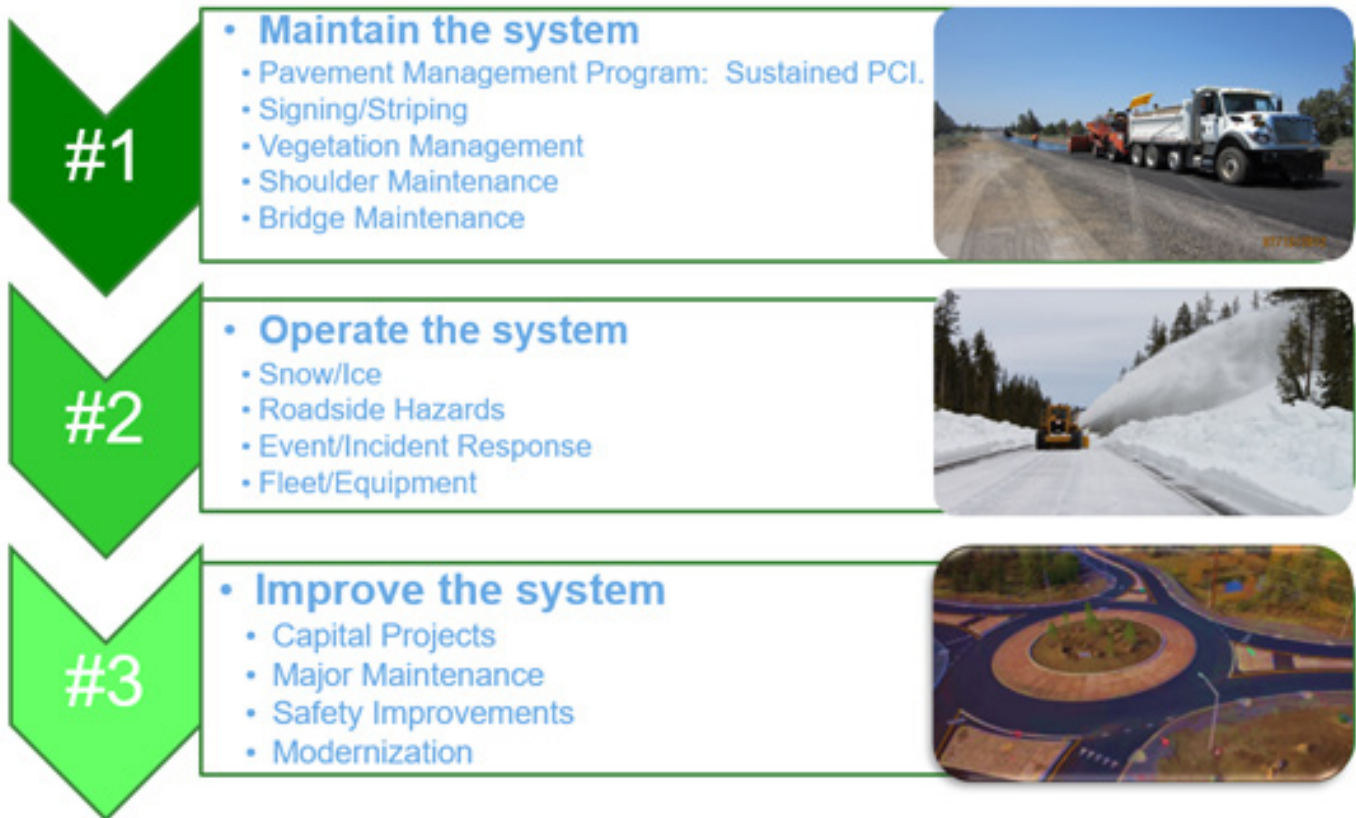 #1
• Maintain the system
• Pavement Management Program: Sustained PCI.
• Signing/Striping
• Vegetation Management
• Shoulder Maintenance
• Bridge Maintenance
#2
• Operate the system
• Snow/Ice
• Roadside Hazards
• Event/Incident Response
• Fleet/Equipment
#3
• Improve the system
• Capital Projects
• Major Maintenance
• Safety Improvements
• Modernization